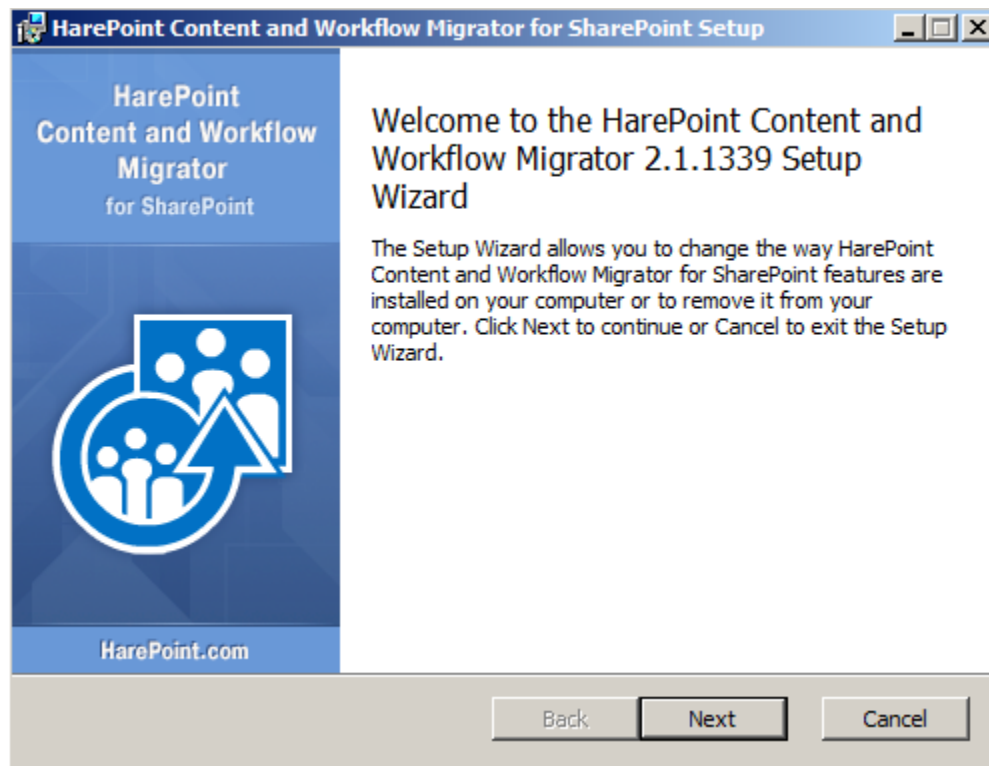 HarePoint Content and Workflow Migrator for SharePoint Setup
HarePoint
Content and Workflow
Migrator
for SharePoint
HarePoint.com
Welcome to the HarePoint Content and
Workflow Migrator 2.1.1339 Setup
Wizard
The Setup Wizard allows you to change the way HarePoint
Content and Workflow Migrator for SharePoint features are
installed on your computer or to remove it from your
computer. Click Next to continue or Cancel to exit the Setup
Wizard.
Back
Next
Cancel